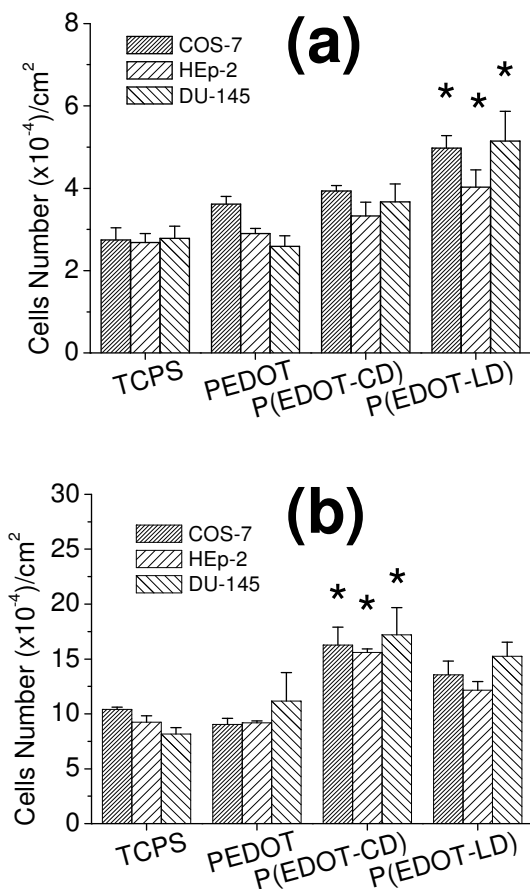 (a)
COS-7
HEp-2
DU-145
* * *
8
6
4
2
0
Cells Number (x10⁻⁴)/cm²
TCPS PEDOT P(EDOT-CD) P(EDOT-LD)
(b)
COS-7
HEp-2
DU-145
* * *
30
25
20
15
10
5
0
Cells Number (x10⁻⁴)/cm²
TCPS PEDOT P(EDOT-CD) P(EDOT-LD)